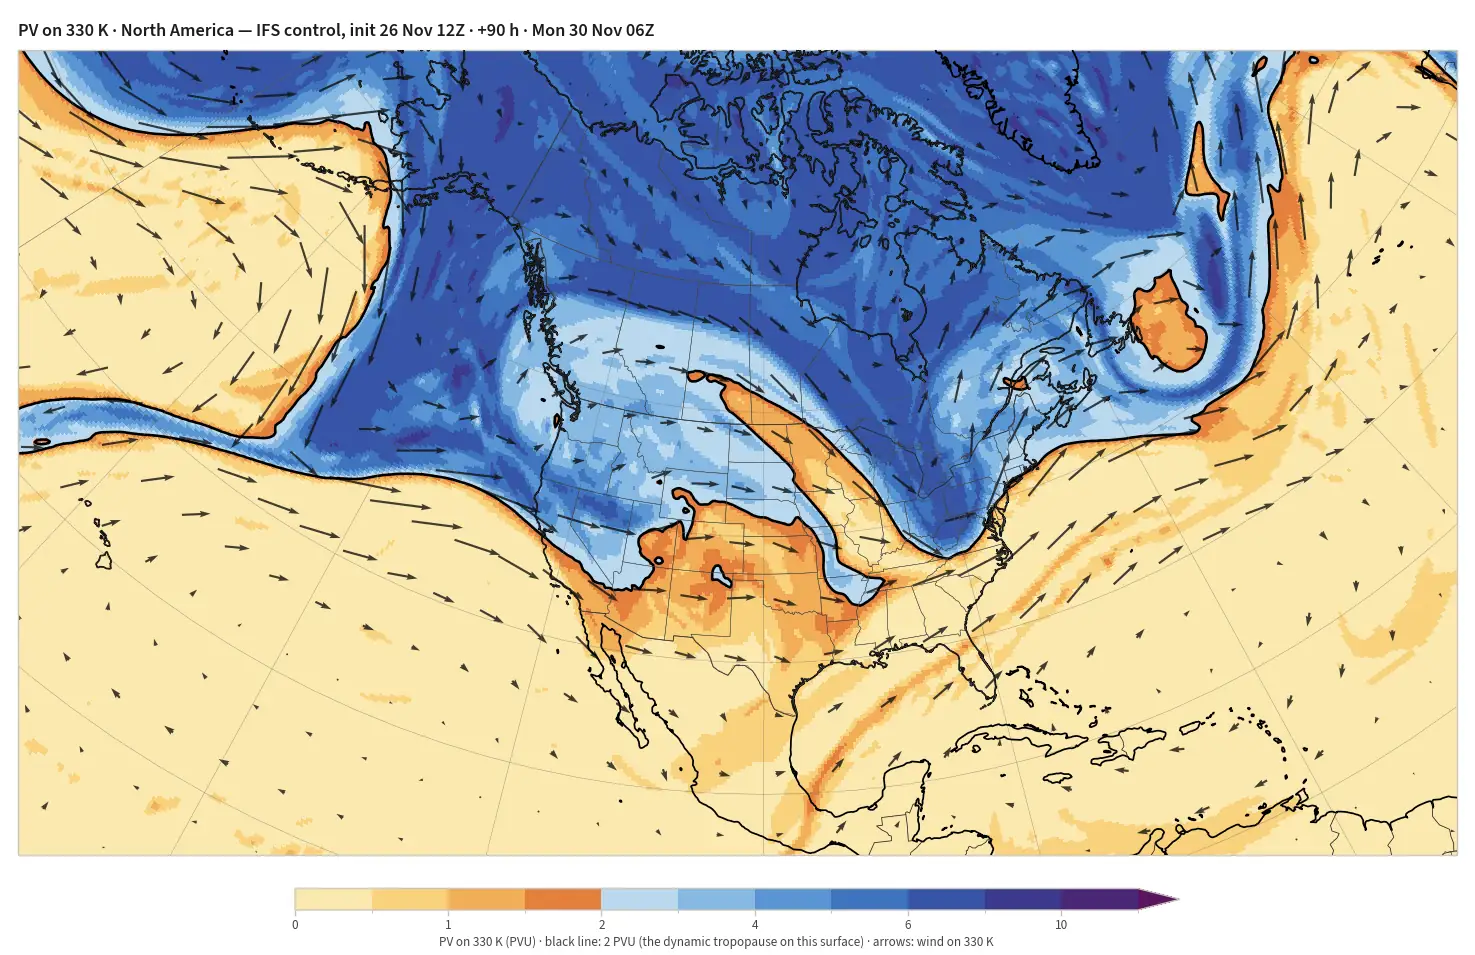 PV on 330 K · North America — IFS control, init 26 Nov 12Z · +90 h · Mon 30 Nov 06Z
0 1 2 4 6 10
PV on 330 K (PVU) · black line: 2 PVU (the dynamic tropopause on this surface) · arrows: wind on 330 K